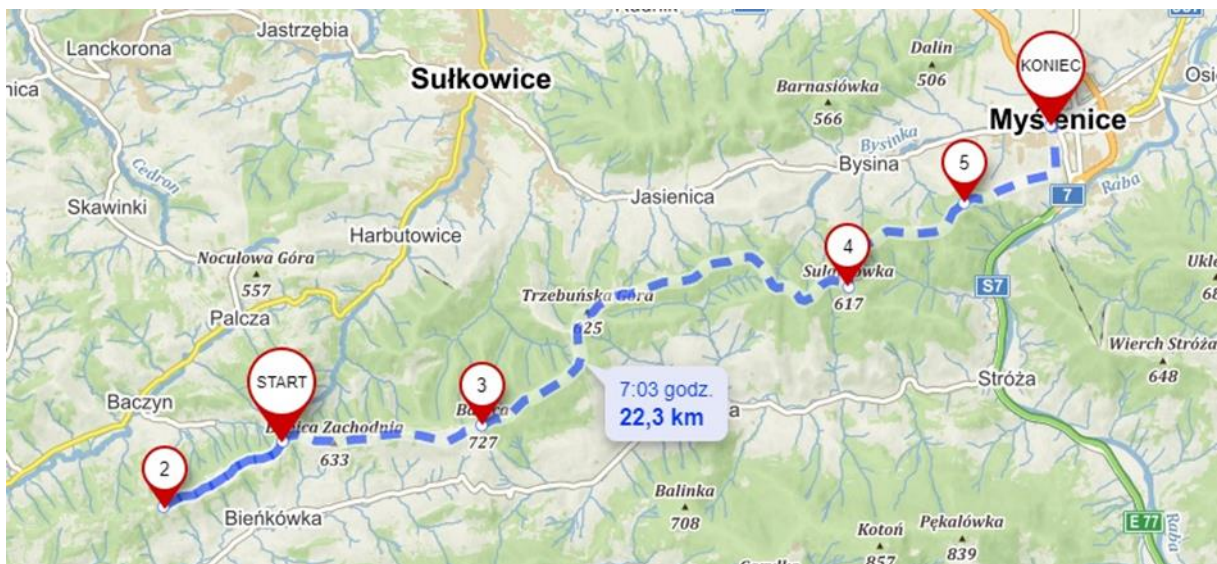 Lanckorona
Jastrzębia
Sułkowice
Dalin
506
Barnasiówka
566
KONIEC
Myślenice
Bysinka
Bysina
5
7
Raba
Jasienica
Cedron
Skawinki
Harbutowice
Noculowa Góra
557
4
617
S7
Trzebuńska Góra
625
Palcza
Wierch Stróża
648
START
3
727
7:03 godz.
22,3 km
Stróża
Baczyn
Zachodnia
633
2
Bieńkówka
Balinka
708
Kotoń
857
Pękalówka
839
E 77
Raba